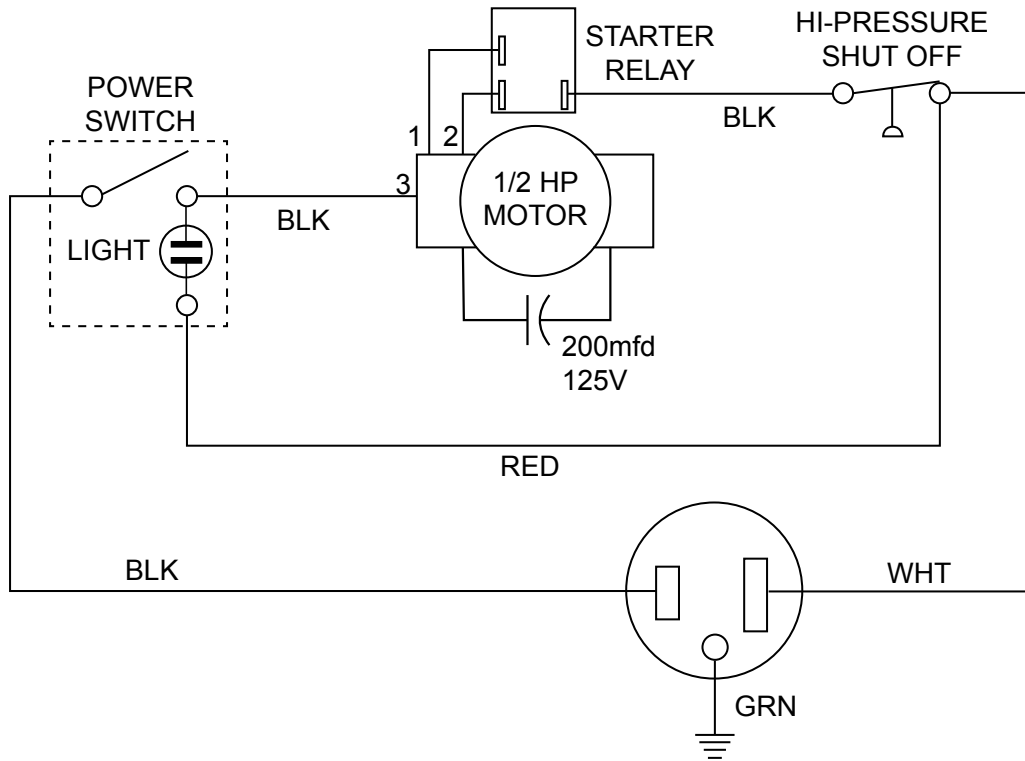 STARTER
RELAY
HI-PRESSURE
SHUT OFF
POWER
SWITCH
BLK
1
2
3
1/2 HP
MOTOR
BLK
LIGHT
200mfd
125V
RED
BLK
WHT
GRN